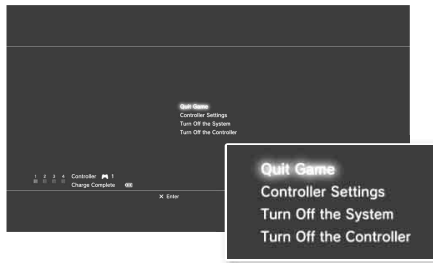 Quit Game
Controller Settings
Turn Off the System
Turn Off the Controller
1 2 3 4 Controller 1
Charge Complete
X Enter
Quit Game
Controller Settings
Turn Off the System
Turn Off the Controller